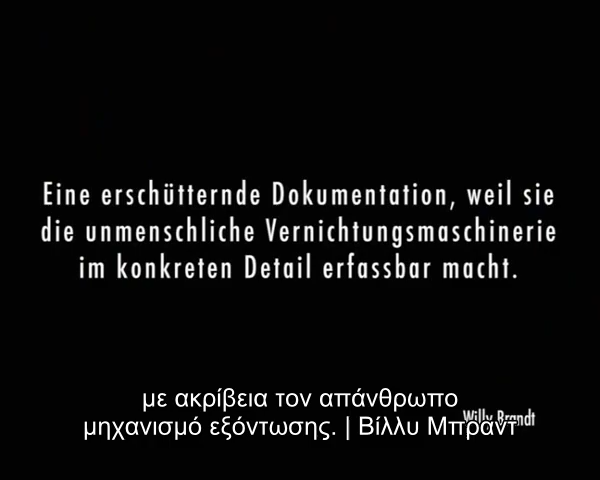 Eine erschütternde Dokumentation, weil sie
die unmenschliche Vernichtungsmaschinerie
im konkreten Detail erfassbar macht.
με ακρίβεια τον απάνθρωπο
Willy Brandt
μηχανισμό εξόντωσης. | Βίλλυ Μπραντ